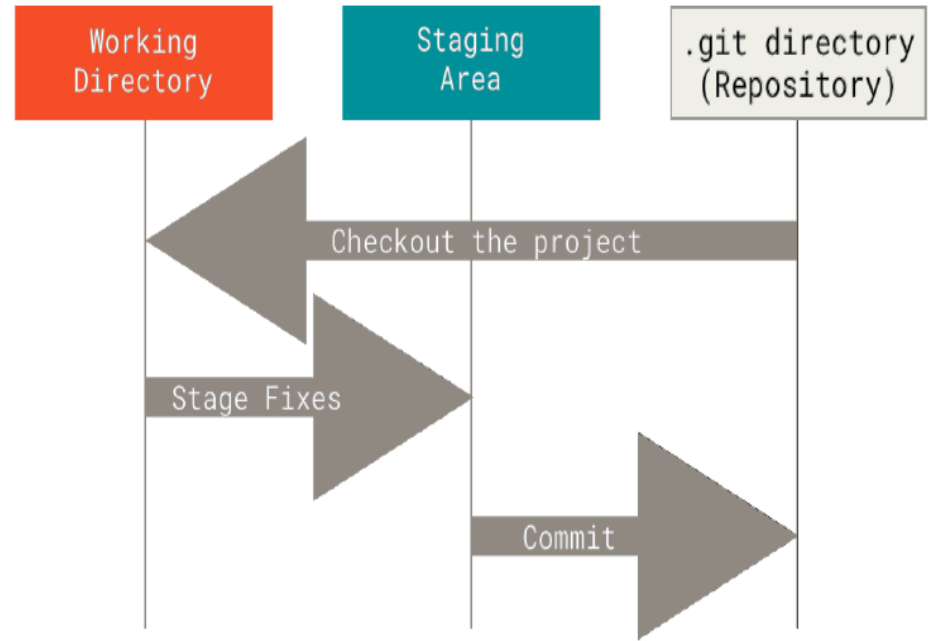 Working
Directory
Staging
Area
.git directory
(Repository)
Checkout the project
Stage Fixes
Commit